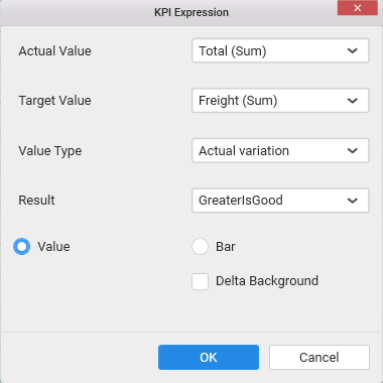 KPI Expression
Actual Value
Total (Sum)
Target Value
Freight (Sum)
Value Type
Actual variation
Result
GreaterIsGood
Value
Bar
Delta Background
OK
Cancel